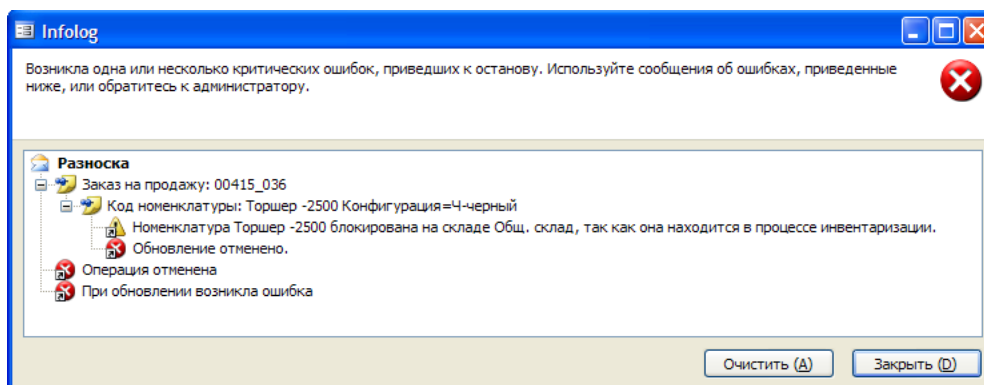 Infolog
Возникла одна или несколько критических ошибок, приведших к останову. Используйте сообщения об ошибках, приведенные
ниже, или обратитесь к администратору.
Разноска
Заказ на продажу: 00415_036
Код номенклатуры: Торшер -2500 Конфигурация=Ч-черный
Номенклатура Торшер -2500 блокирована на складе Общ. склад, так как она находится в процессе инвентаризации.
Обновление отменено.
Операция отменена
При обновлении возникла ошибка
Очистить (A) Закрыть (D)